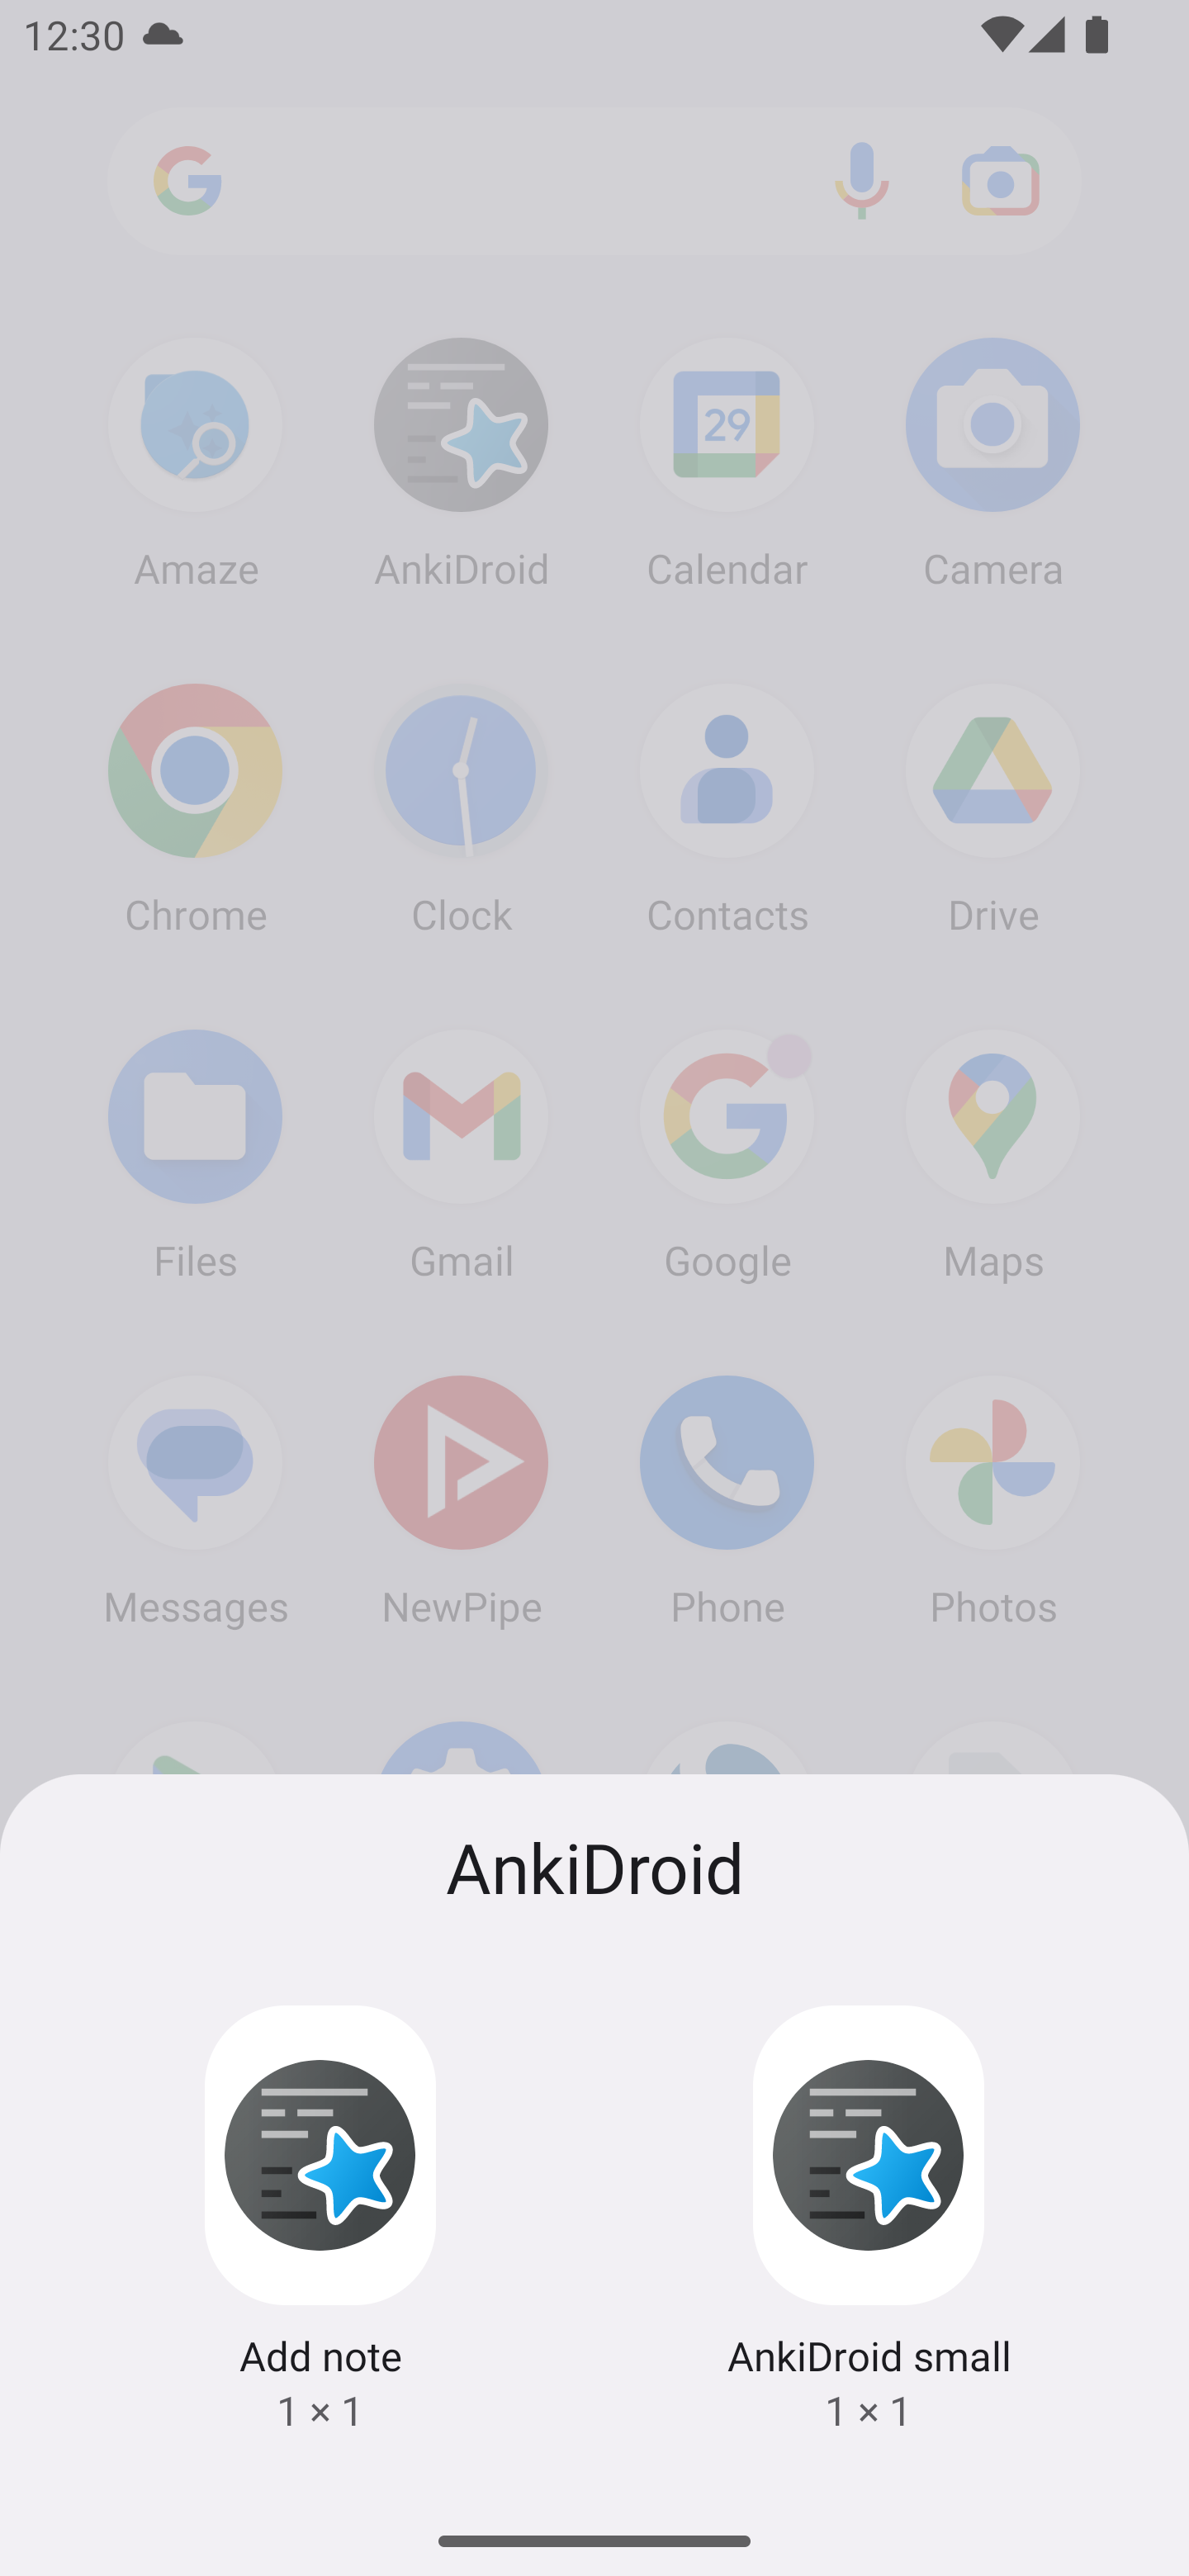 12:30
Amaze AnkiDroid Calendar Camera
29
Chrome Clock Contacts Drive
Files Gmail Google Maps
Messages NewPipe Phone Photos
AnkiDroid
Add note AnkiDroid small
1 × 1 1 × 1